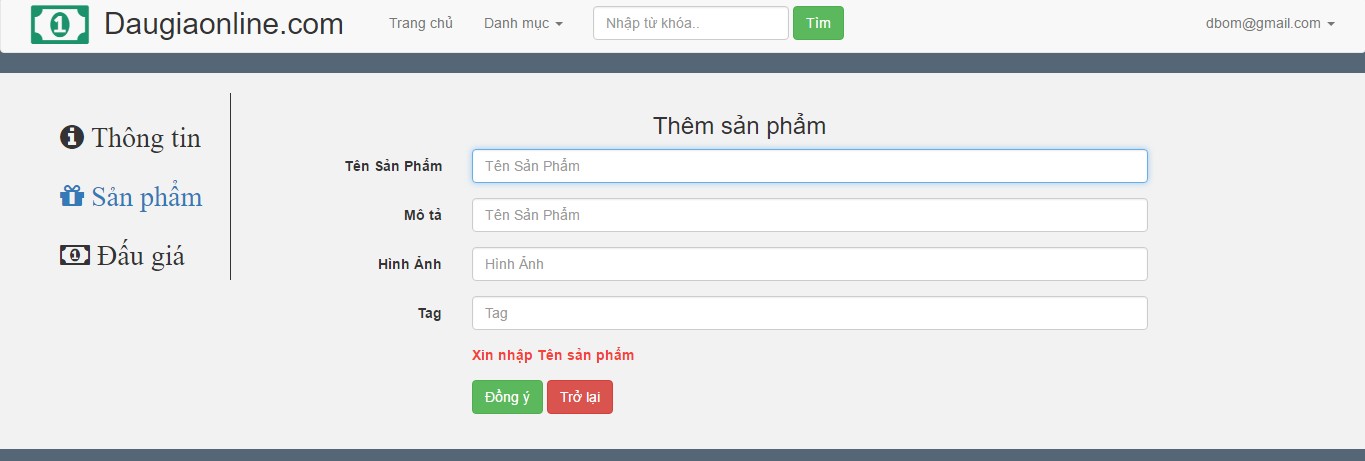 Daugiaonline.com Trang chủ Danh mục Nhập từ khóa.. Tìm dbom@gmail.com
Thông tin
Sản phẩm
Đấu giá
Thêm sản phẩm
Tên Sản Phẩm Tên Sản Phẩm
Mô tả Tên Sản Phẩm
Hình Ảnh Hình Ảnh
Tag Tag
Xin nhập Tên sản phẩm
Đồng ý Trở lại